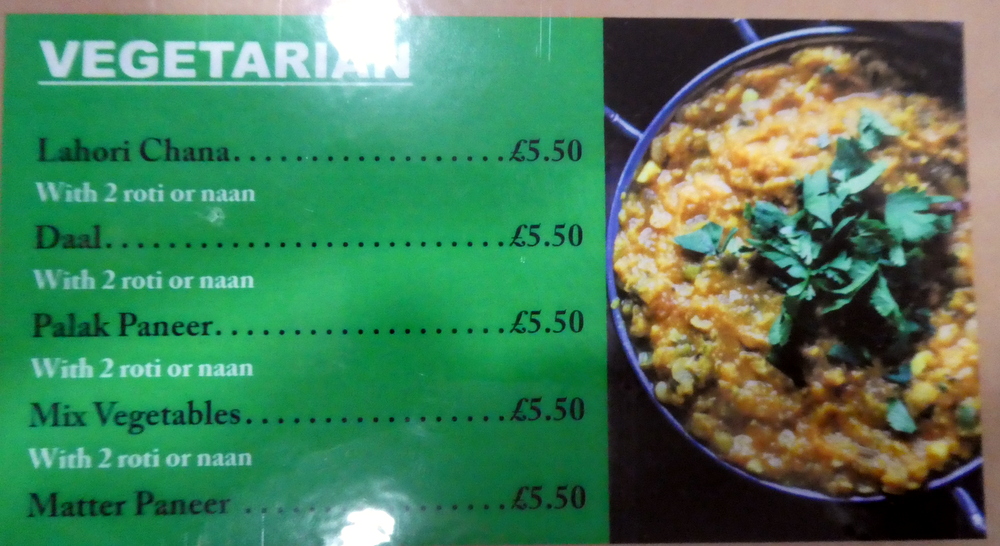 VEGETARIAN
Lahori Chana...................£5.50
With 2 roti or naan
Daal...............................£5.50
With 2 roti or naan
Palak Paneer.....................£5.50
With 2 roti or naan
Mix Vegetables..................£5.50
With 2 roti or naan
Matter Paneer ..................£5.50